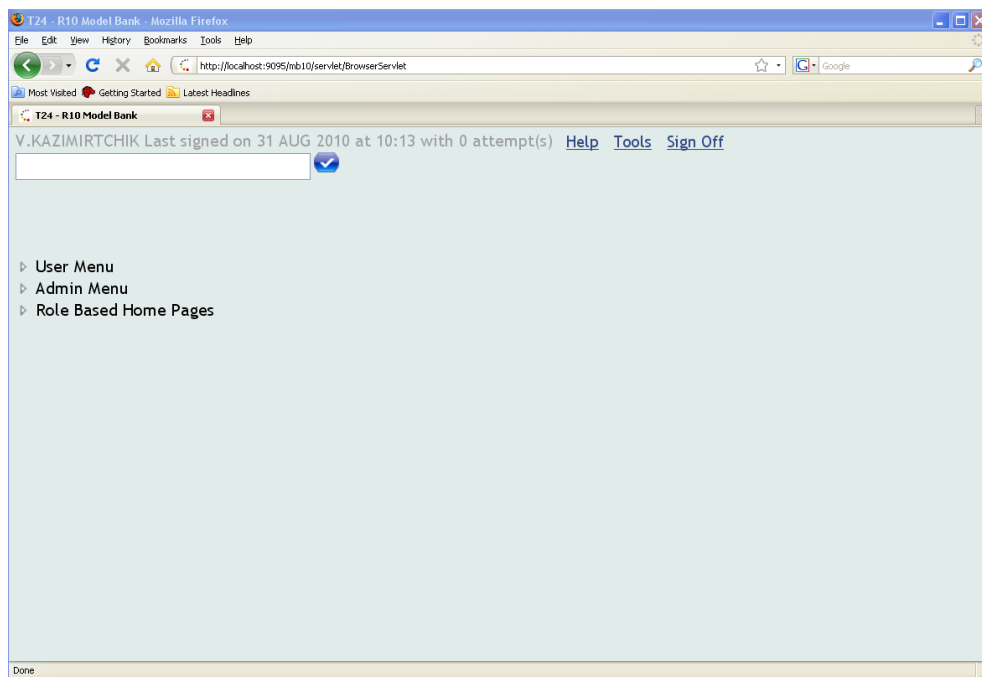 T24 - R10 Model Bank - Mozilla Firefox
File Edit View History Bookmarks Tools Help
http://localhost:9095/mb10/servlet/BrowserServlet Google
Most Visited Getting Started Latest Headlines
T24 - R10 Model Bank
V.KAZIMIRTCHIK Last signed on 31 AUG 2010 at 10:13 with 0 attempt(s) Help Tools Sign Off
User Menu
Admin Menu
Role Based Home Pages
Done